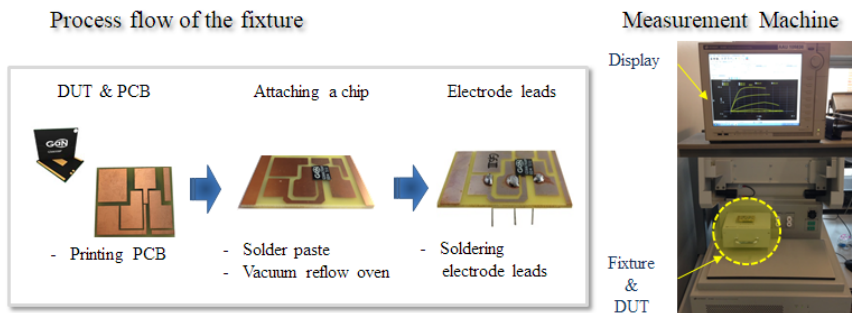 Process flow of the fixture
DUT & PCB
GaN
- Printing PCB
Attaching a chip
- Solder paste
- Vacuum reflow oven
Electrode leads
- Soldering
electrode leads
Measurement Machine
Display
Fixture
&
DUT